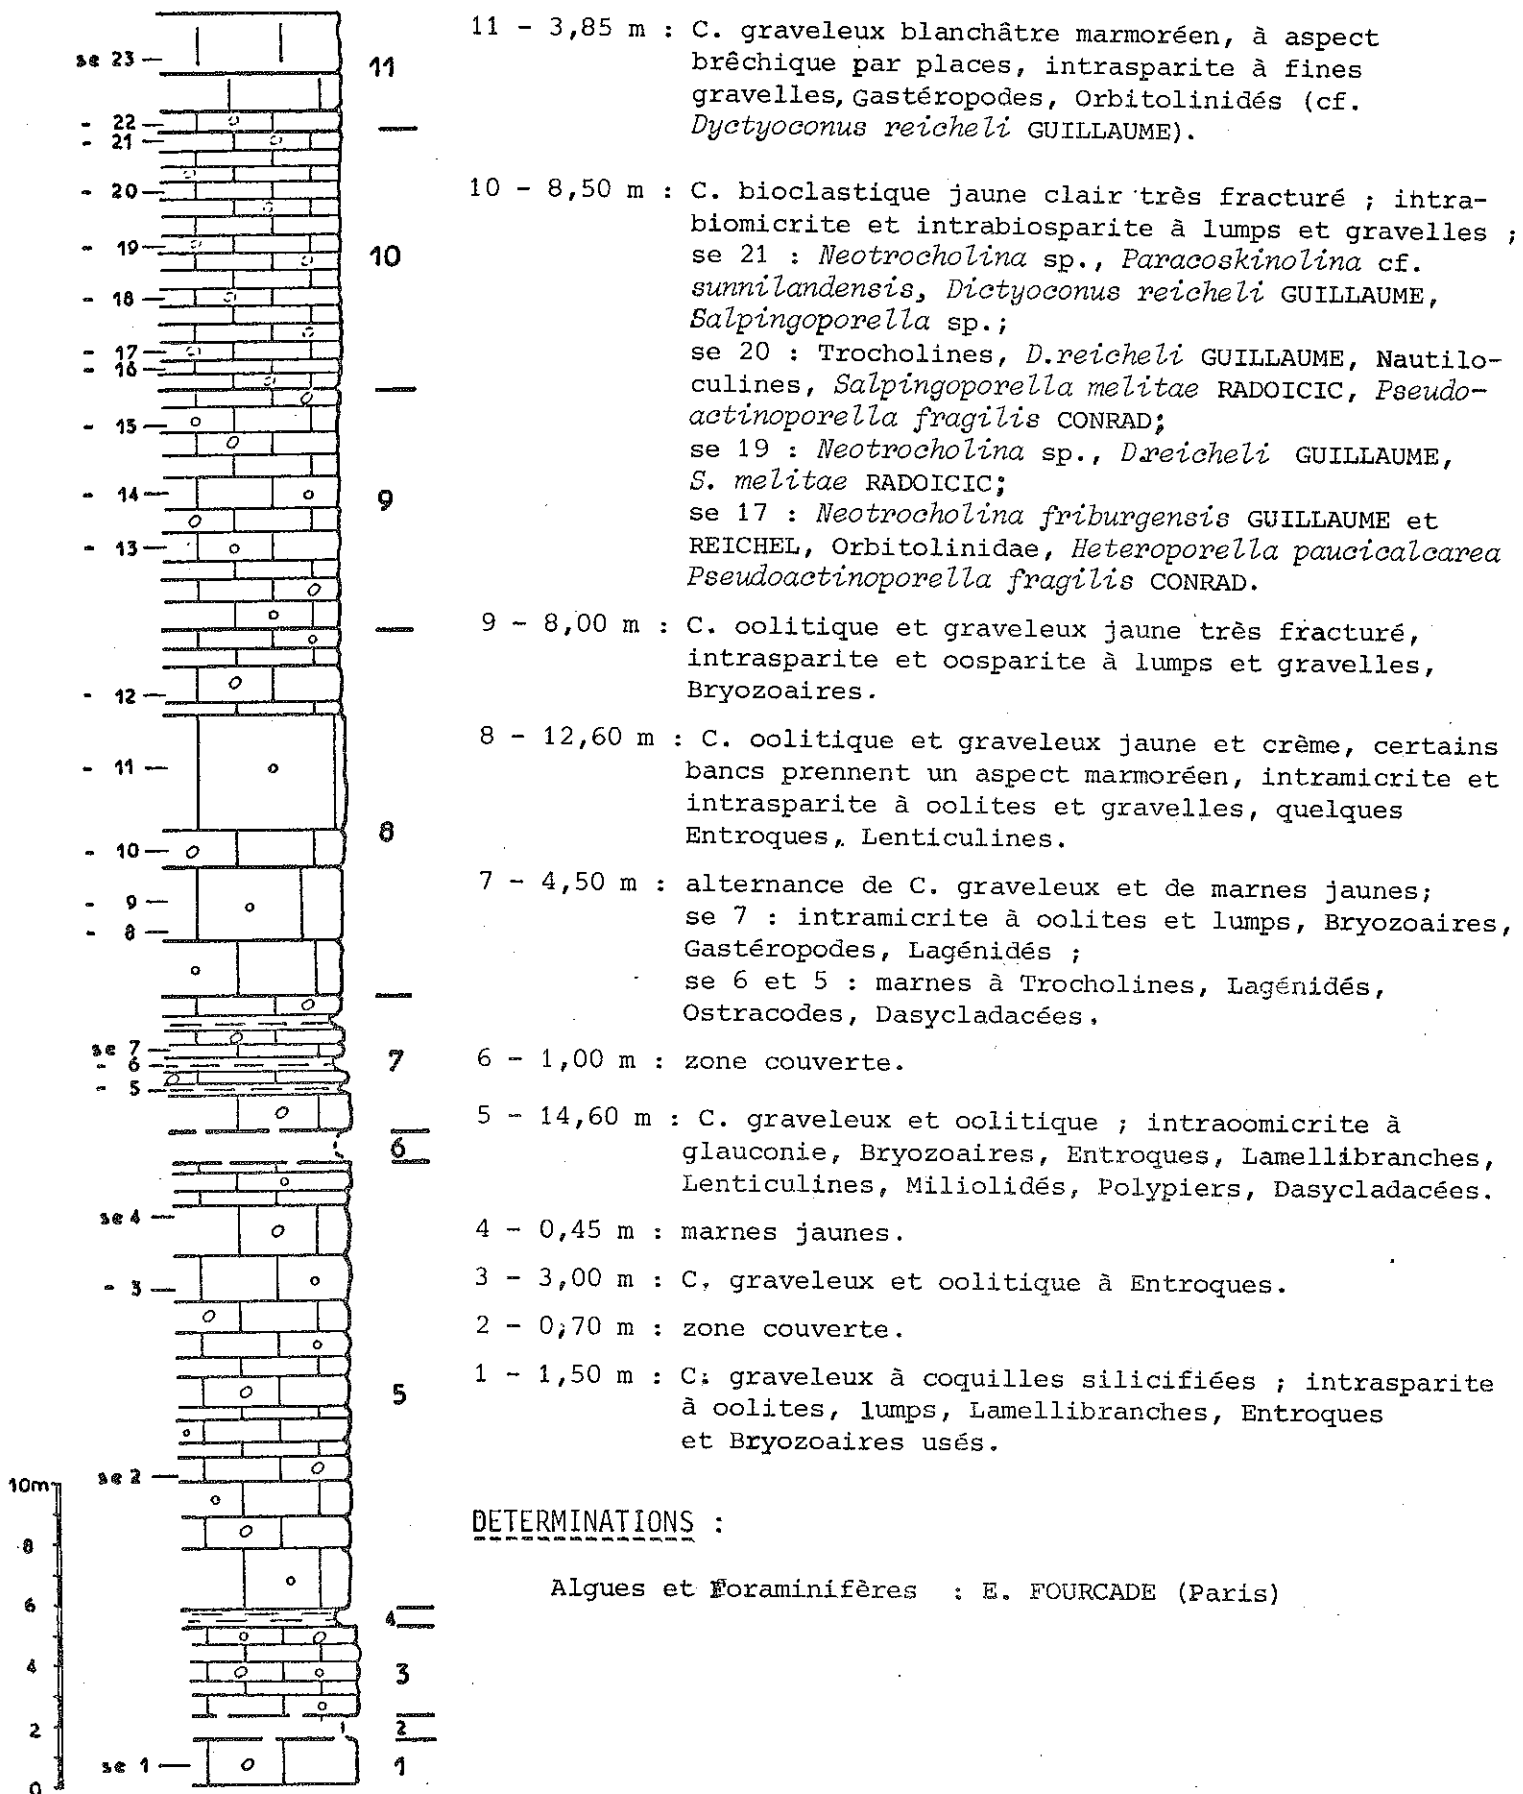 11 - 3,85 m : C. graveleux blanchâtre marmoréen, à aspect
brêchique par places, intrasparite à fines
gravelles, Gastéropodes, Orbitolinidés (cf.
Dyctyoconus reicheli GUILLAUME).
10 - 8,50 m : C. bioclastique jaune clair très fracturé ; intra-
biomicrite et intrabiosparite à lumps et gravelles ;
se 21 : Neotrocholina sp., Paracoskinolina cf.
sunnilandensis, Dictyoconus reicheli GUILLAUME,
Salpingoporella sp.;
se 20 : Trocholines, D.reicheli GUILLAUME, Nautilo-
culines, Salpingoporella melitae RADOICIC, Pseudo-
actinoporella fragilis CONRAD;
se 19 : Neotrocholina sp., D.reicheli GUILLAUME,
S. melitae RADOICIC;
se 17 : Neotrocholina friburgensis GUILLAUME et
REICHEL, Orbitolinidae, Heteroporella paucicalcarea
Pseudoactinoporella fragilis CONRAD.
9 - 8,00 m : C. oolitique et graveleux jaune très fracturé,
intrasparite et oosparite à lumps et gravelles,
Bryozoaires.
8 - 12,60 m : C. oolitique et graveleux jaune et crème, certains
bancs prennent un aspect marmoréen, intramicrite et
intrasparite à oolites et gravelles, quelques
Entroques, Lenticulines.
7 - 4,50 m : alternance de C. graveleux et de marnes jaunes;
se 7 : intramicrite à oolites et lumps, Bryozoaires,
Gastéropodes, Lagénidés ;
se 6 et 5 : marnes à Trocholines, Lagénidés,
Ostracodes, Dasycladacées.
6 - 1,00 m : zone couverte.
5 - 14,60 m : C. graveleux et oolitique ; intraoomicrite à
glauconie, Bryozoaires, Entroques, Lamellibranches,
Lenticulines, Miliolidés, Polypiers, Dasycladacées.
4 - 0,45 m : marnes jaunes.
3 - 3,00 m : C. graveleux et oolitique à Entroques.
2 - 0,70 m : zone couverte.
1 - 1,50 m : C. graveleux à coquilles silicifiées ; intrasparite
à oolites, lumps, Lamellibranches, Entroques
et Bryozoaires usés.
DETERMINATIONS :
Algues et Foraminifères : E. FOURCADE (Paris)
se 23
- 22
- 21
- 20
- 19
- 18
- 17
- 16
- 15
- 14
- 13
- 12
- 11
- 10
- 9
- 8
se 7
- 6
- 5
se 4
- 3
se 2
se 1
11
10
9
8
7
6
5
4
3
2
1
10m
8
6
4
2
0